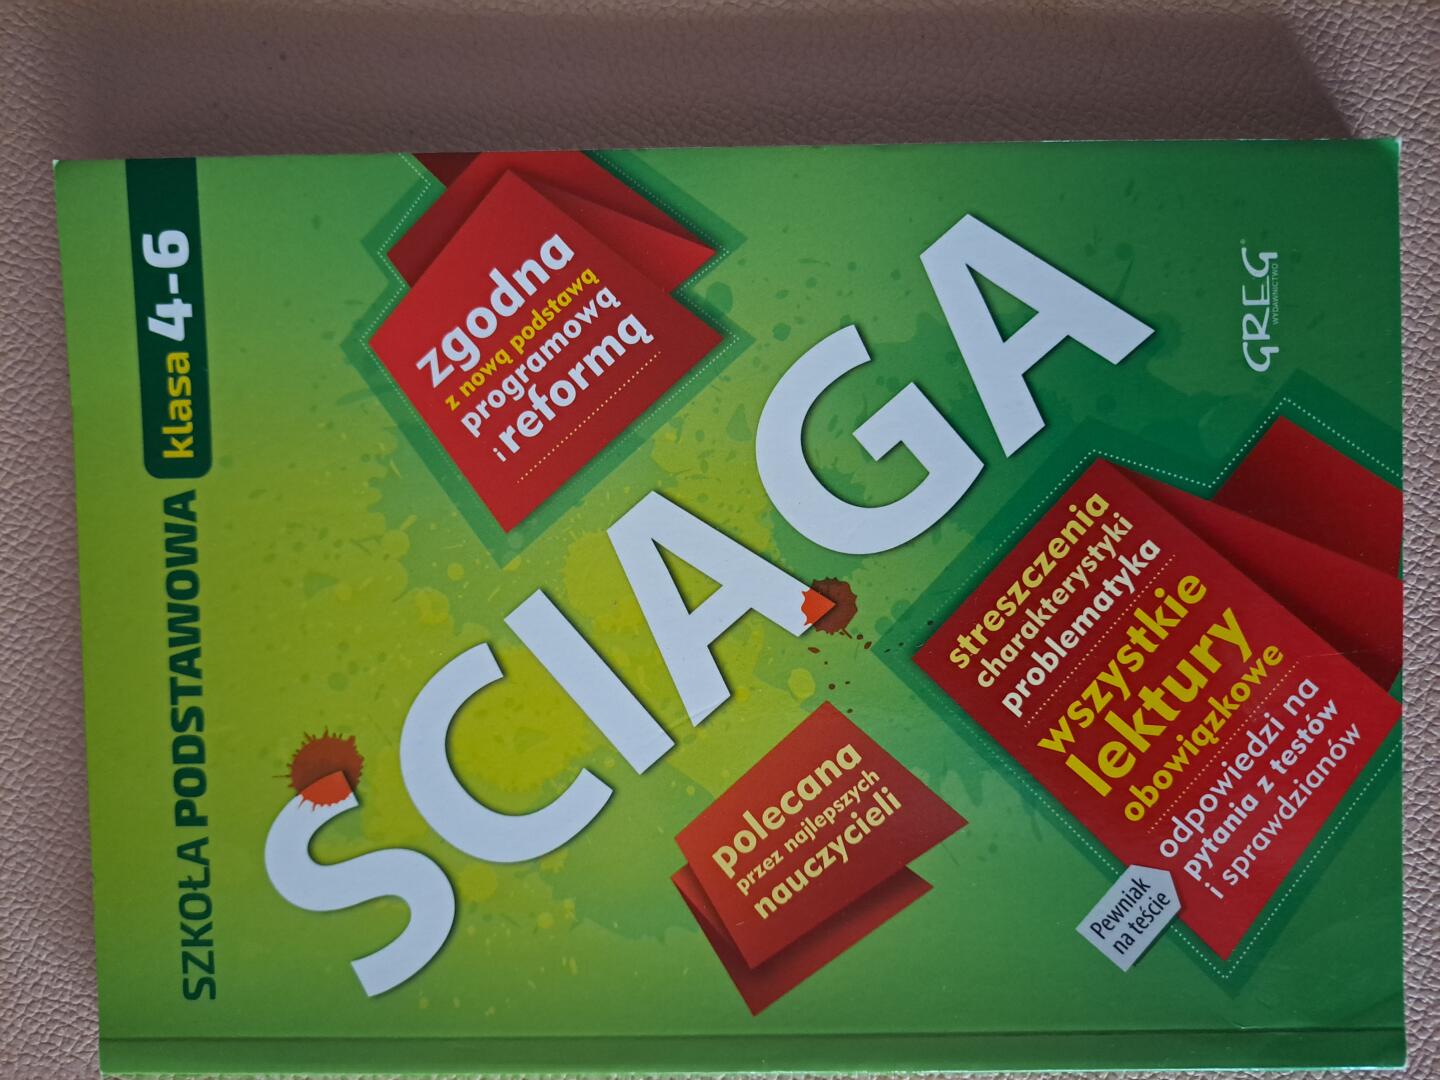 SZKOŁA PODSTAWOWA klasa 4-6
zgodna
z nową podstawą
programową
i reformą
ŚCIĄGA
polecana
przez najlepszych
nauczycieli
streszczenia
charakterystyki
problematyka
wszystkie
lektury
obowiązkowe
odpowiedzi na
pytania z testów
i sprawdzianów
Pewniak
na teście
GREG
WYDAWNICTWO